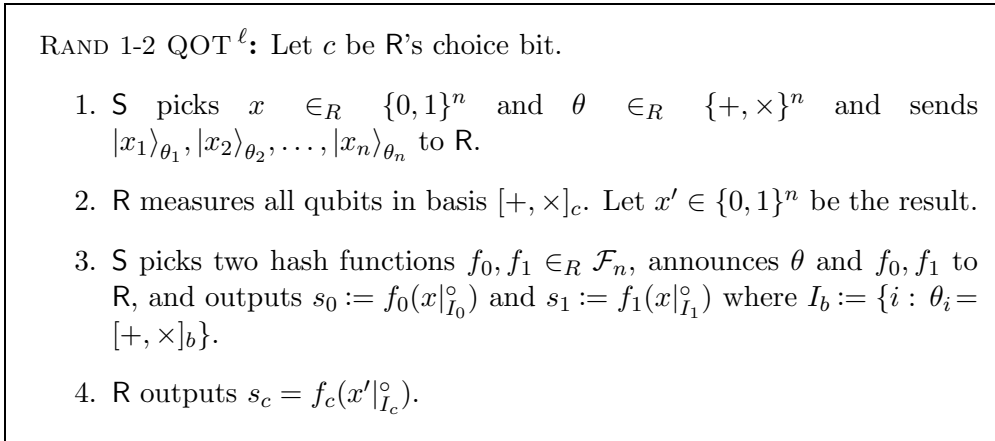 RAND 1-2 QOT^ℓ: Let c be R's choice bit.
1. S picks x ∈_R {0, 1}^n and θ ∈_R {+, ×}^n and sends
|x_1⟩_{θ_1}, |x_2⟩_{θ_2}, . . . , |x_n⟩_{θ_n} to R.
2. R measures all qubits in basis [+, ×]_c. Let x′ ∈ {0, 1}^n be the result.
3. S picks two hash functions f_0, f_1 ∈_R F_n, announces θ and f_0, f_1 to
R, and outputs s_0 := f_0(x|°_{I_0}) and s_1 := f_1(x|°_{I_1}) where I_b := {i : θ_i =
[+, ×]_b}.
4. R outputs s_c = f_c(x′|°_{I_c}).